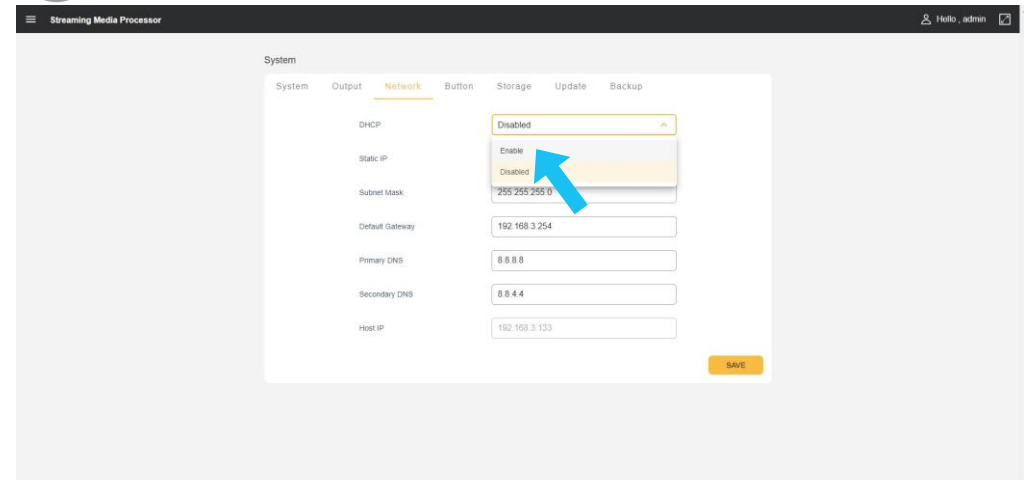 Streaming Media Processor
Hello , admin
System
System Output Network Button Storage Update Backup
DHCP Disabled
Enable
Static IP
Disabled
Subnet Mask 255.255.255.0
Default Gateway 192.168.3.254
Primary DNS 8.8.8.8
Secondary DNS 8.8.4.4
Host IP 192.168.3.133
SAVE